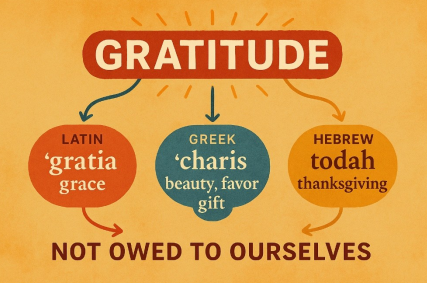 GRATITUDE
LATIN
‘gratia
grace
GREEK
‘charis
beauty, favor
gift
HEBREW
todah
thanksgiving
NOT OWED TO OURSELVES